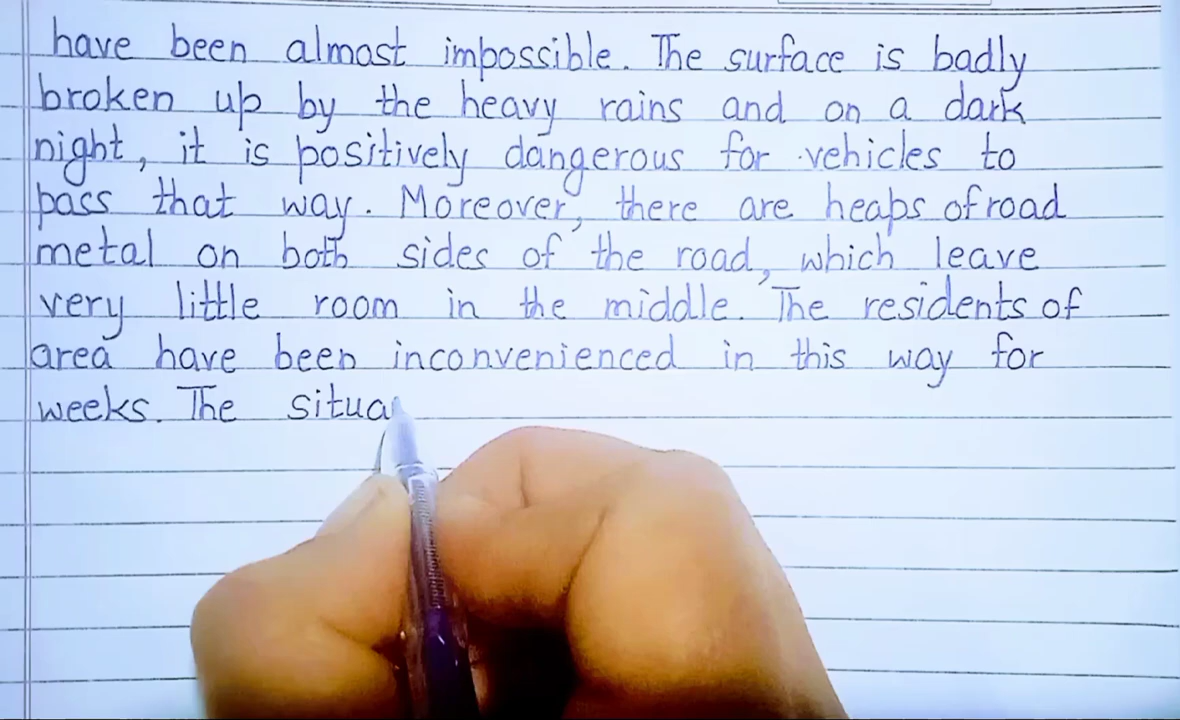 have been almost impossible. The surface is badly
broken up by the heavy rains and on a dark
night, it is positively dangerous for vehicles to
pass that way. Moreover, there are heaps of road
metal on both sides of the road, which leave
very little room in the middle. The residents of
area have been inconvenienced in this way for
weeks. The situa